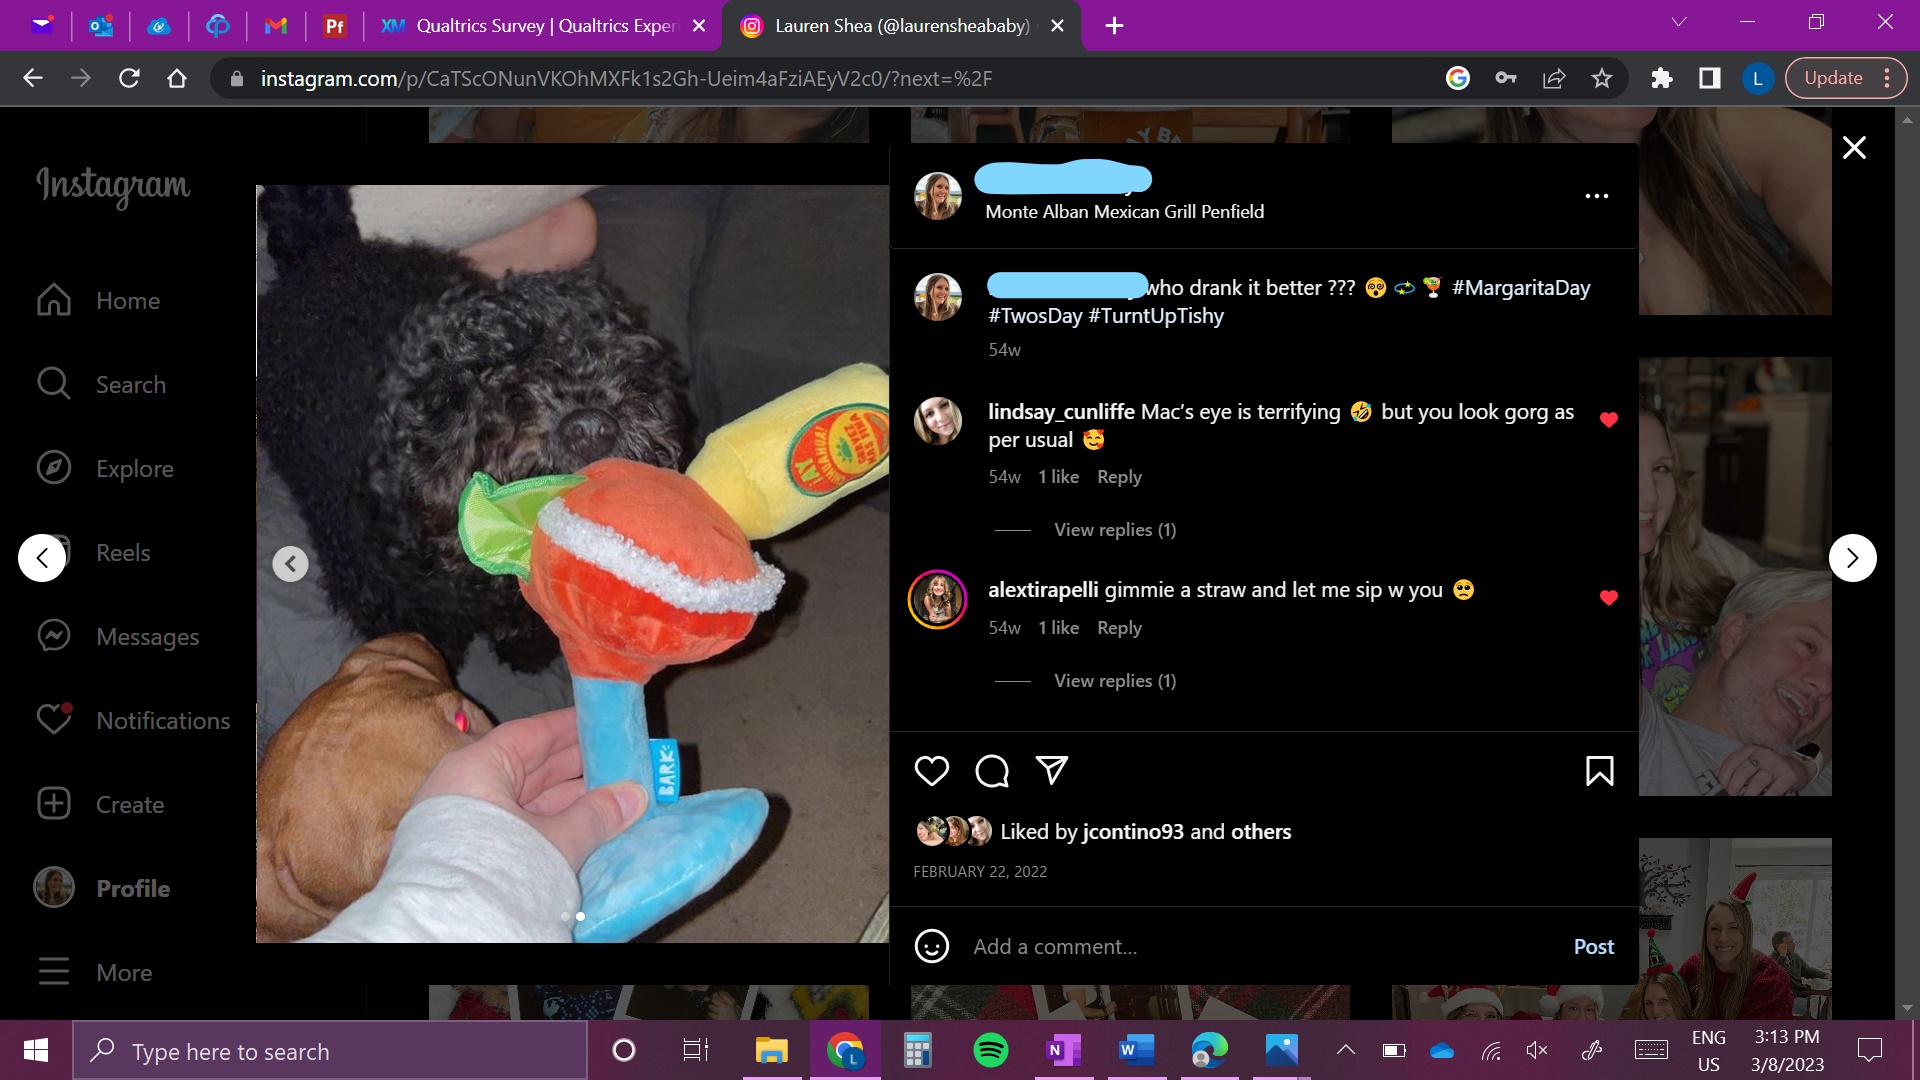 Pf
XM Qualtrics Survey | Qualtrics Exper
Lauren Shea (@laurensheababy)
instagram.com/p/CaTScONunVKOhMXFk1s2Gh-Ueim4aFziAEyV2c0/?next=%2F
L
Update
Instagram
Home
Search
Explore
Reels
Messages
Notifications
Create
Profile
More
¡AY
CARAMBA
BARK
Monte Alban Mexican Grill Penfield
who drank it better ??? 😵‍💫🍹 #MargaritaDay
#TwosDay #TurntUpTishy
54w
lindsay_cunliffe Mac's eye is terrifying 🤣 but you look gorg as
per usual 🥰
54w 1 like Reply
View replies (1)
alextirapelli gimmie a straw and let me sip w you 🥺
54w 1 like Reply
View replies (1)
Liked by jcontino93 and others
FEBRUARY 22, 2022
Add a comment...
Post
Type here to search
L
N
W
ENG
US
3:13 PM
3/8/2023